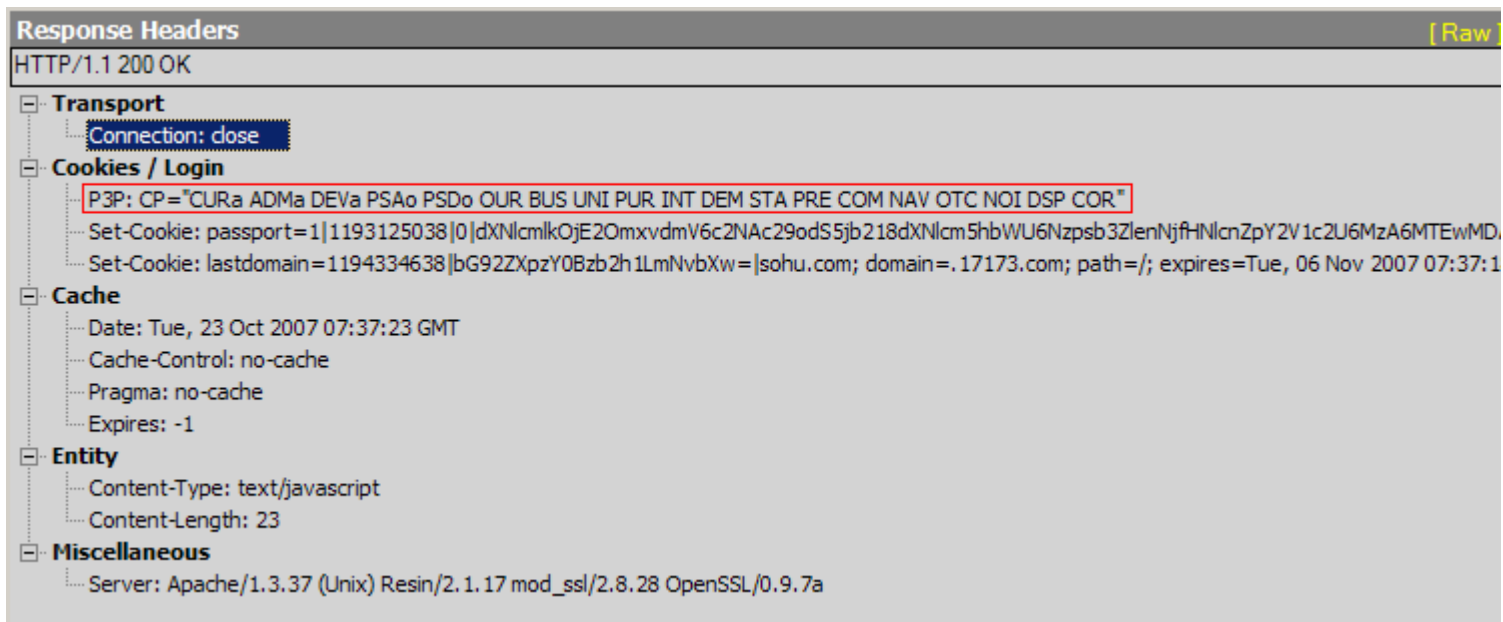 Response Headers [ Raw ]
HTTP/1.1 200 OK
Transport
Connection: close
Cookies / Login
P3P: CP="CURa ADMa DEVa PSAo PSDo OUR BUS UNI PUR INT DEM STA PRE COM NAV OTC NOI DSP COR"
Set-Cookie: passport=1|1193125038|0|dXNlcmlkOjE2OmxvdmV6c2NAc29odS5jb218dXNlcm5hbWU6Nzpsb3ZlenNjfHNlcnZpY2V1c2U6MzA6MTEwMDA
Set-Cookie: lastdomain=1194334638|bG92ZXpzY0Bzb2h1LmNvbXw=|sohu.com; domain=.17173.com; path=/; expires=Tue, 06 Nov 2007 07:37:1
Cache
Date: Tue, 23 Oct 2007 07:37:23 GMT
Cache-Control: no-cache
Pragma: no-cache
Expires: -1
Entity
Content-Type: text/javascript
Content-Length: 23
Miscellaneous
Server: Apache/1.3.37 (Unix) Resin/2.1.17 mod_ssl/2.8.28 OpenSSL/0.9.7a